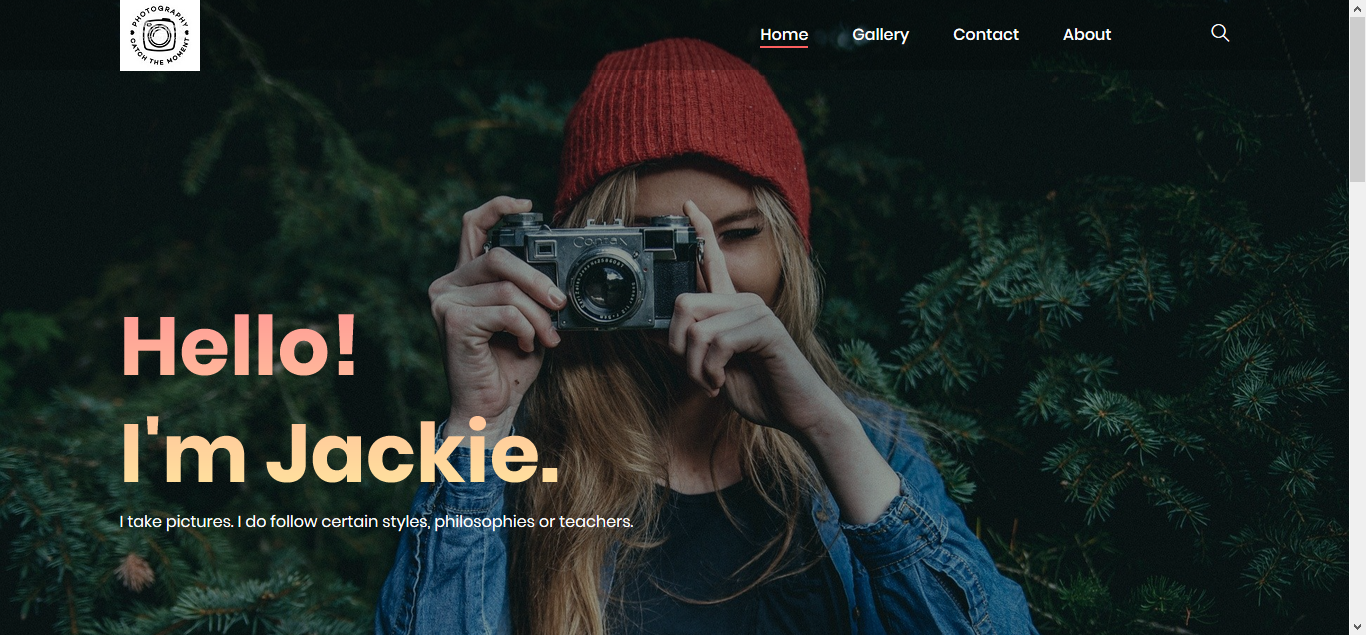 PHOTOGRAPHY
CATCH THE MOMENT
Home Gallery Contact About
Contax
Hello!
I'm Jackie.
I take pictures. I do follow certain styles, philosophies or teachers.